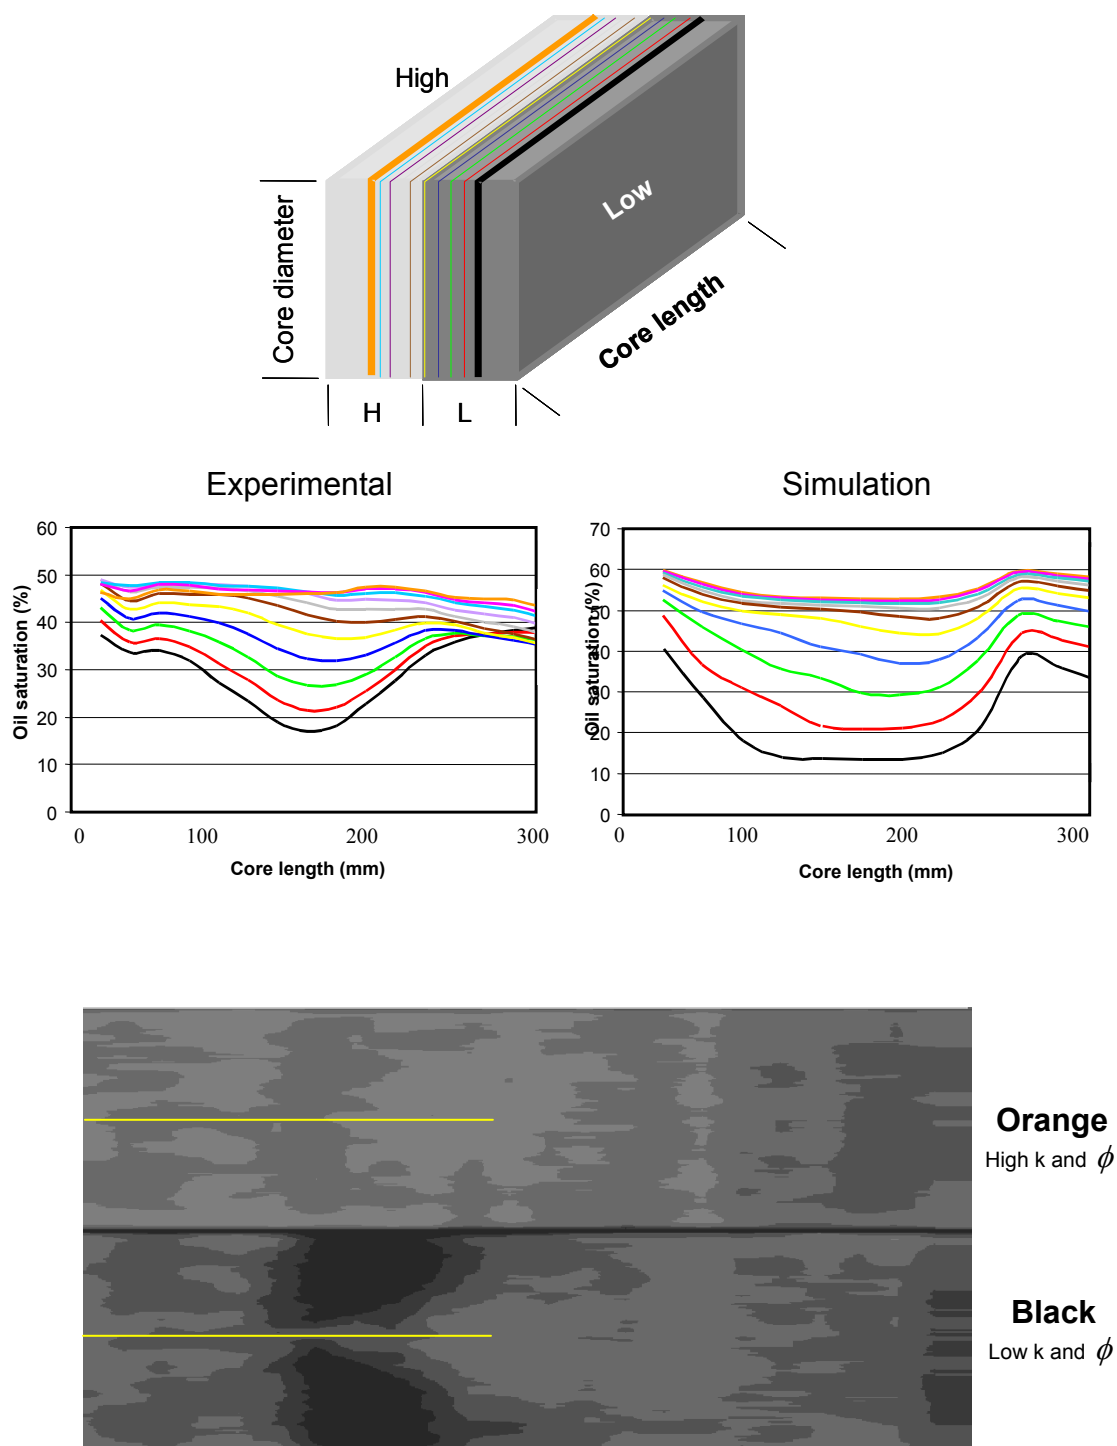 High
Low
Core diameter
Core length
H
L
Experimental
Simulation
60
50
40
30
20
10
0
Oil saturation (%)
0
100
200
300
Core length (mm)
70
60
50
40
30
20
10
0
Oil saturation (%)
0
100
200
300
Core length (mm)
Orange
High k and ϕ
Black
Low k and ϕ